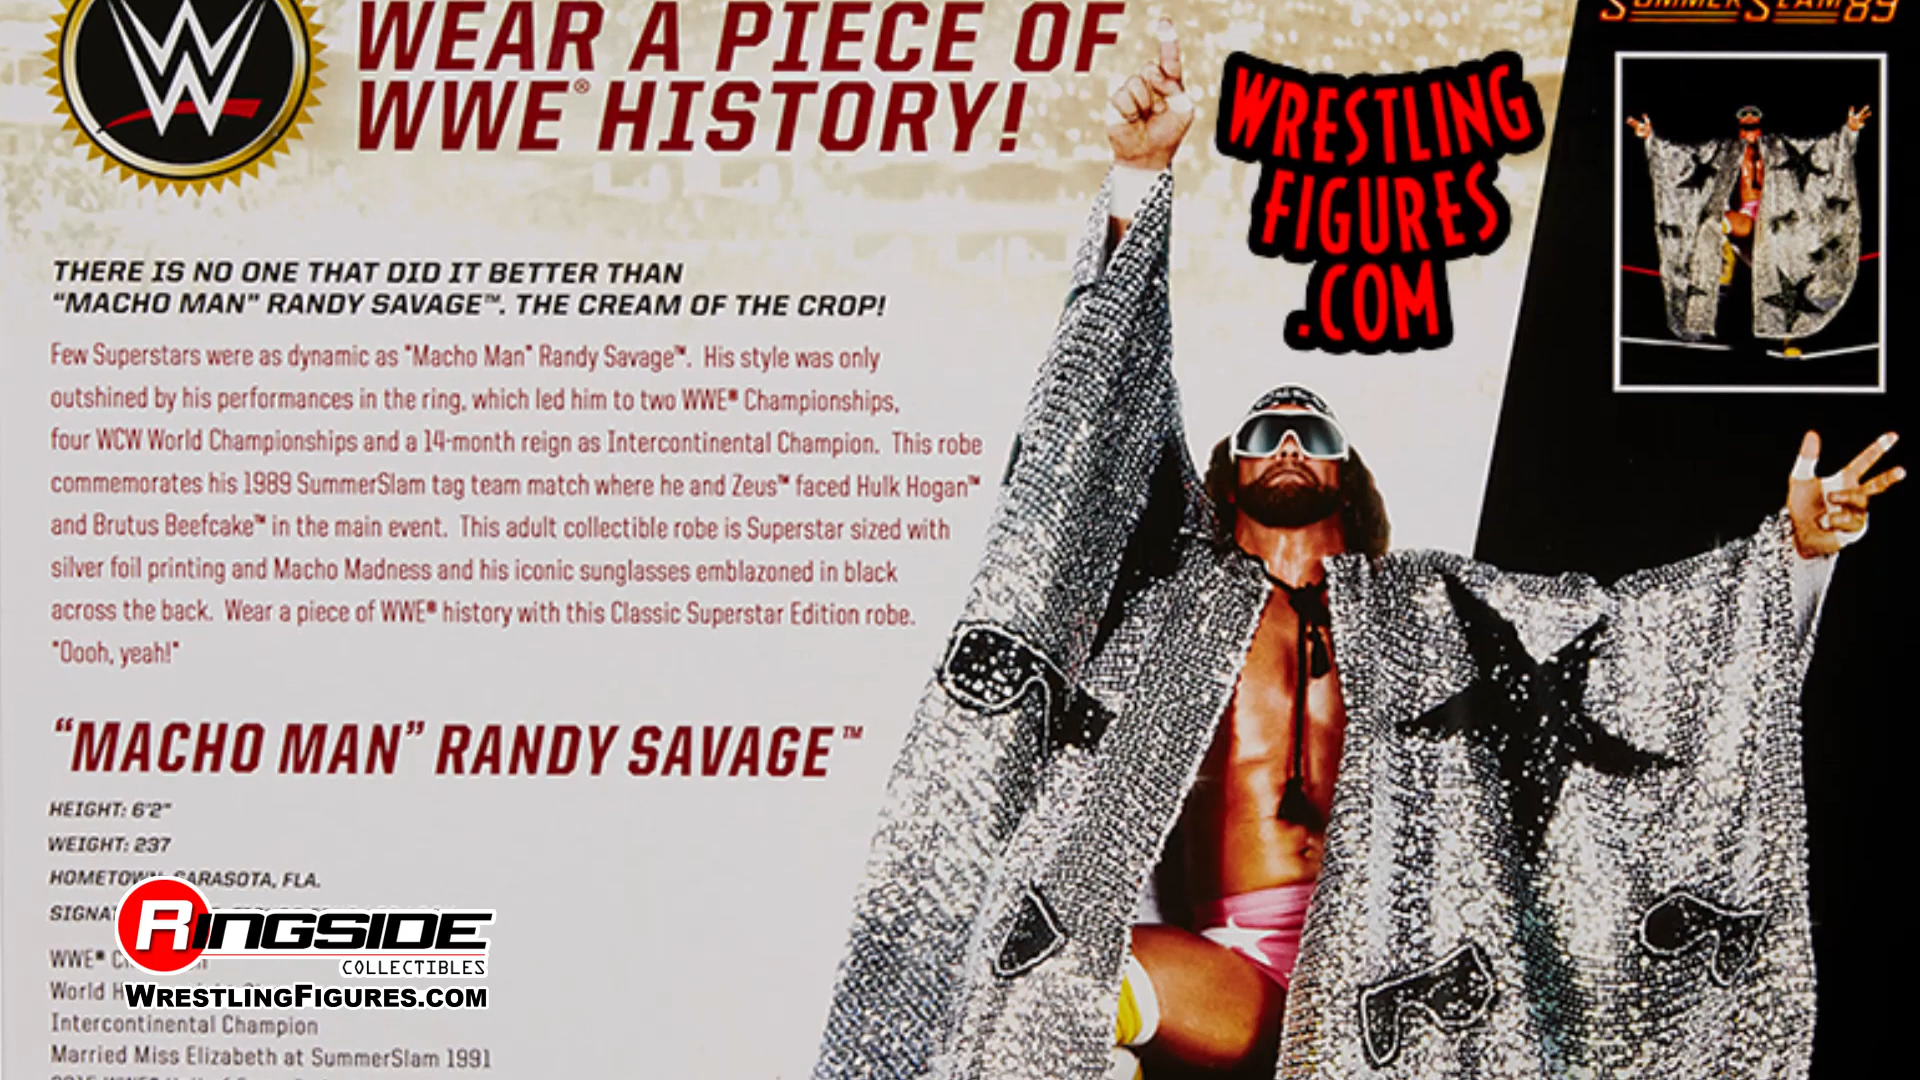 WEAR A PIECE OF
WWE® HISTORY!
WRESTLING
FIGURES
.COM
SUMMERSLAM 89
THERE IS NO ONE THAT DID IT BETTER THAN
“MACHO MAN” RANDY SAVAGE™. THE CREAM OF THE CROP!
Few Superstars were as dynamic as "Macho Man" Randy Savage™. His style was only
outshined by his performances in the ring, which led him to two WWE® Championships,
four WCW World Championships and a 14-month reign as Intercontinental Champion. This robe
commemorates his 1989 SummerSlam tag team match where he and Zeus™ faced Hulk Hogan™
and Brutus Beefcake™ in the main event. This adult collectible robe is Superstar sized with
silver foil printing and Macho Madness and his iconic sunglasses emblazoned in black
across the back. Wear a piece of WWE® history with this Classic Superstar Edition robe.
"Oooh, yeah!"
“MACHO MAN” RANDY SAVAGE™
HEIGHT: 6'2"
WEIGHT: 237
HOMETOWN: SARASOTA, FLA.
WWE®
World
Intercontinental Champion
Married Miss Elizabeth at SummerSlam 1991
RINGSIDE
COLLECTIBLES
WRESTLINGFIGURES.COM